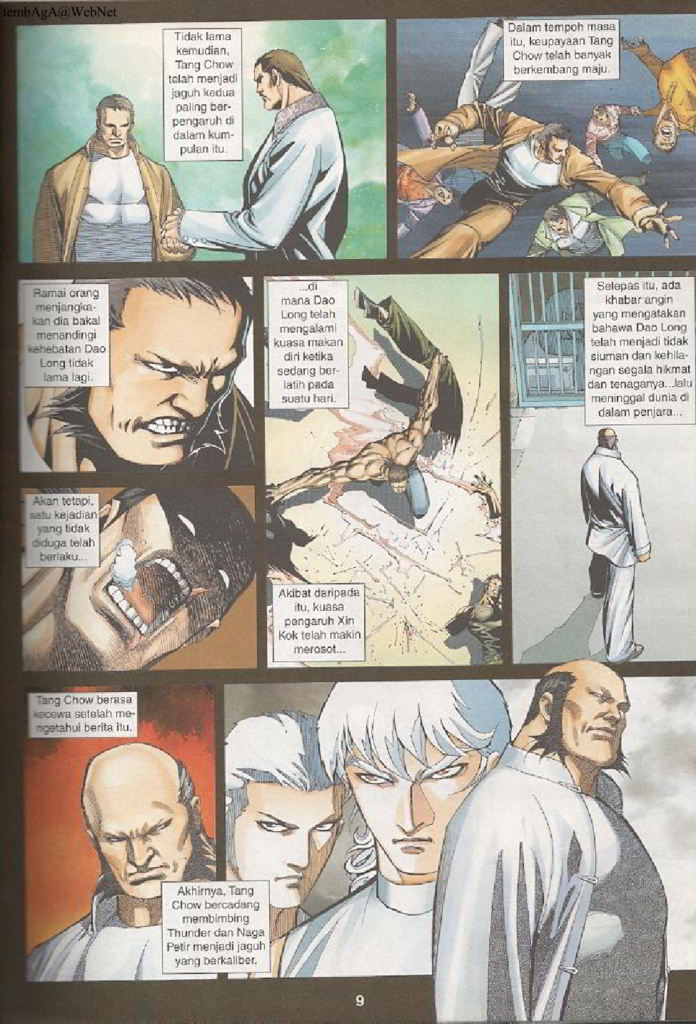 tembAgA@WebNet
Tidak lama
kemudian,
Tang Chow
telah menjadi
jaguh kedua
paling ber-
pengaruh di
dalam kum-
pulan itu.
Dalam tempoh masa
itu, keupayaan Tang
Chow telah banyak
berkembang maju.
Ramai orang
menjangka-
kan dia bakal
menandingi
kehebatan Dao
Long tidak
lama lagi.
Akan tetapi,
satu kejadian
yang tidak
diduga telah
berlaku...
...di
mana Dao
Long telah
mengalami
kuasa makan
diri ketika
sedang ber-
latih pada
suatu hari.
Akibat daripada
itu, kuasa
pengaruh Xin
Kok telah makin
merosot...
Selepas itu, ada
khabar angin
yang mengatakan
bahawa Dao Long
telah menjadi tidak
siuman dan kehila-
ngan segala hikmat
dan tenaganya...lalu
meninggal dunia di
dalam penjara...
Tang Chow berasa
kecewa setelah me-
ngetahui berita itu.
Akhirnya, Tang
Chow bercadang
membimbing
Thunder dan Naga
Petir menjadi jaguh
yang berkaliber.
9